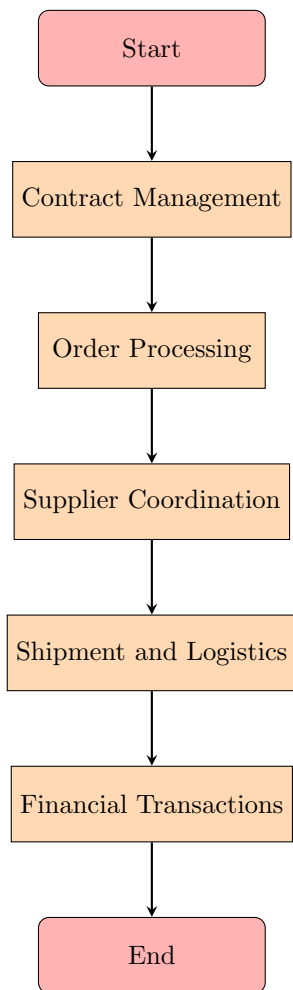 Start
Contract Management
Order Processing
Supplier Coordination
Shipment and Logistics
Financial Transactions
End